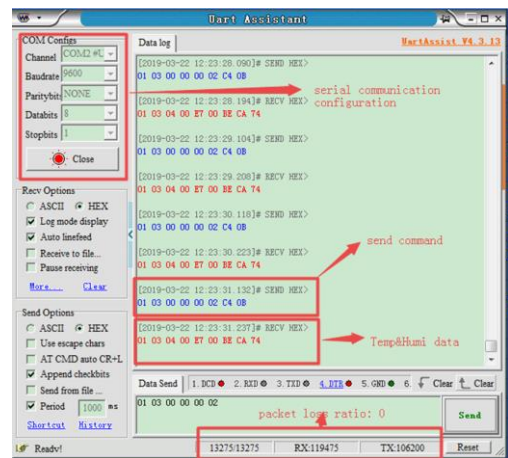 Uart Assistant
COM Configs
Channel COM2 #U
Baudrate 9600
Paritybits NONE
Databits 8
Stopbits 1
Close
Recv Options
ASCII HEX
Log mode display
Auto linefeed
Receive to file...
Pause receiving
More... Clear
Send Options
ASCII HEX
Use escape chars
AT CMD auto CR+L
Append checkbits
Send from file ...
Period 1000 ms
Shortcut History
Data log UartAssist V4.3.13
[2019-03-22 12:23:28.090]# SEND HEX>
01 03 00 00 00 02 C4 0B
[2019-03-22 12:23:28.194]# RECV HEX>
01 03 04 00 E7 00 BE CA 74
serial communication
configuration
[2019-03-22 12:23:29.104]# SEND HEX>
01 03 00 00 00 02 C4 0B
[2019-03-22 12:23:29.208]# RECV HEX>
01 03 04 00 E7 00 BE CA 74
[2019-03-22 12:23:30.118]# SEND HEX>
01 03 00 00 00 02 C4 0B
[2019-03-22 12:23:30.223]# RECV HEX>
01 03 04 00 E7 00 BE CA 74
send command
[2019-03-22 12:23:31.132]# SEND HEX>
01 03 00 00 00 02 C4 0B
[2019-03-22 12:23:31.237]# RECV HEX>
01 03 04 00 E7 00 BE CA 74
Temp&Humi data
Data Send 1. DCD 2. RXD 3. TXD 4. DTR 5. GND 6. Clear Clear
01 03 00 00 00 02
packet loss ratio: 0
Send
Ready! 13275/13275 RX:119475 TX:106200 Reset